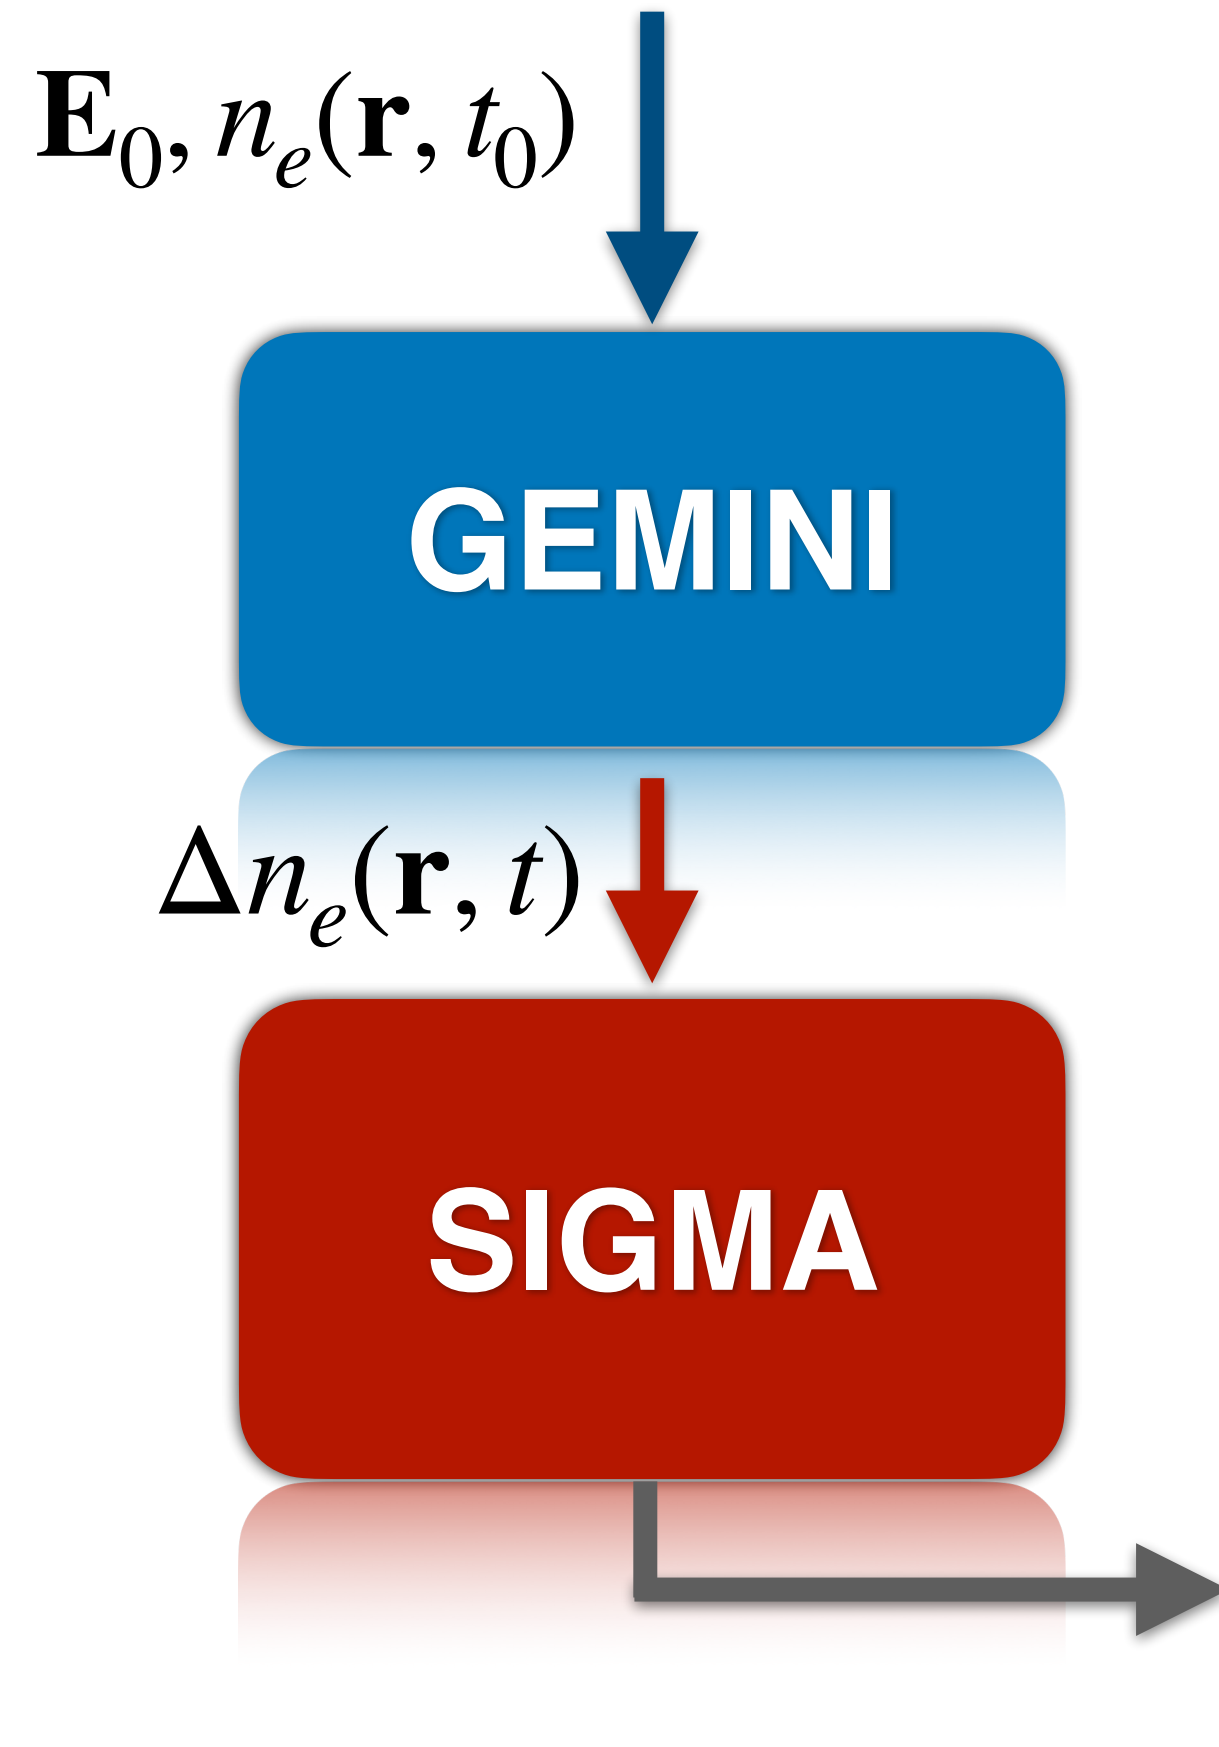 E₀, nₑ(r, t₀)
GEMINI
Δnₑ(r, t)
SIGMA